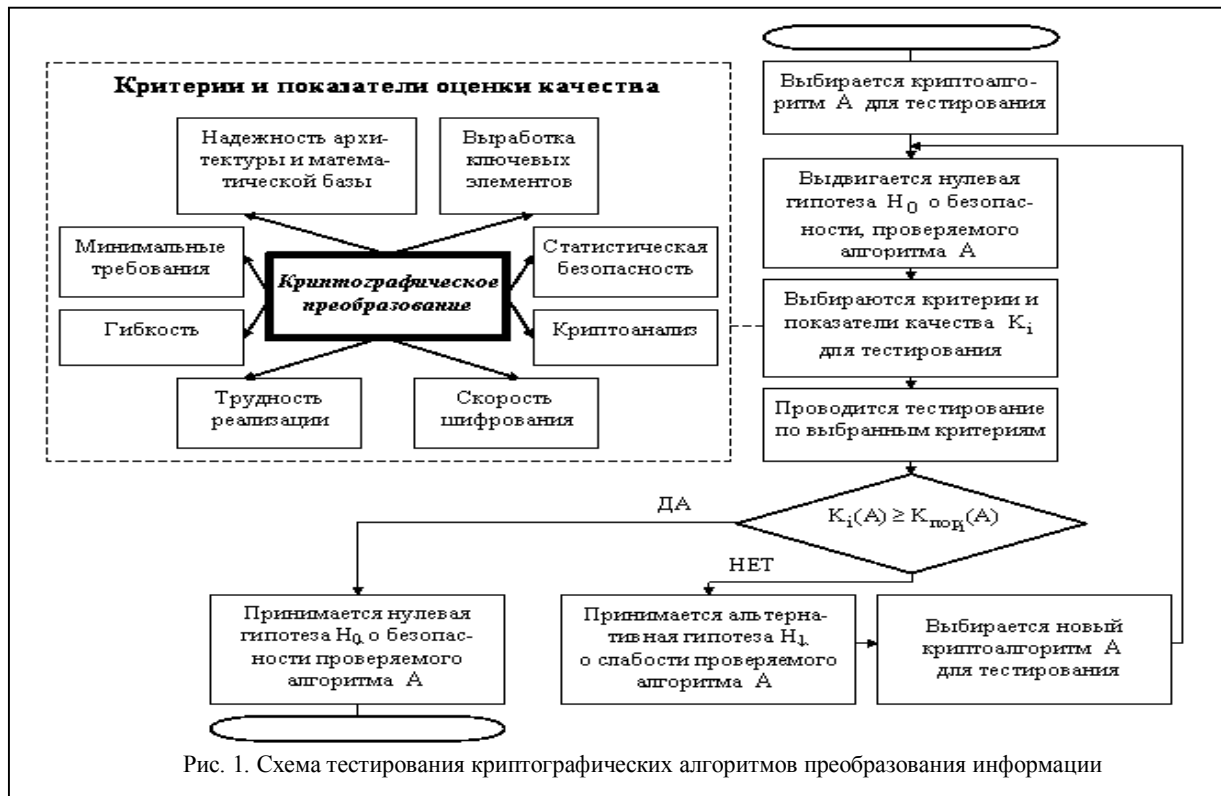 Критерии и показатели оценки качества
Надежность архи-
тектуры и матема-
тической базы
Выработка
ключевых
элементов
Минимальные
требования
Статистическая
безопасность
Криптографическое
преобразование
Гибкость
Криптоанализ
Трудность
реализации
Скорость
шифрования
Выбирается криптоалго-
ритм А для тестирования
Выдвигается нулевая
гипотеза H0 о безопас-
ности, проверяемого
алгоритма А
Выбираются критерии и
показатели качества Ki
для тестирования
Проводится тестирование
по выбранным критериям
Ki(A) ≥ Kпорi(A)
ДА
НЕТ
Принимается нулевая
гипотеза H0 о безопас-
ности проверяемого
алгоритма А
Принимается альтерна-
тивная гипотеза H1
о слабости проверяемого
алгоритма А
Выбирается новый
криптоалгоритм А
для тестирования
Рис. 1. Схема тестирования криптографических алгоритмов преобразования информации